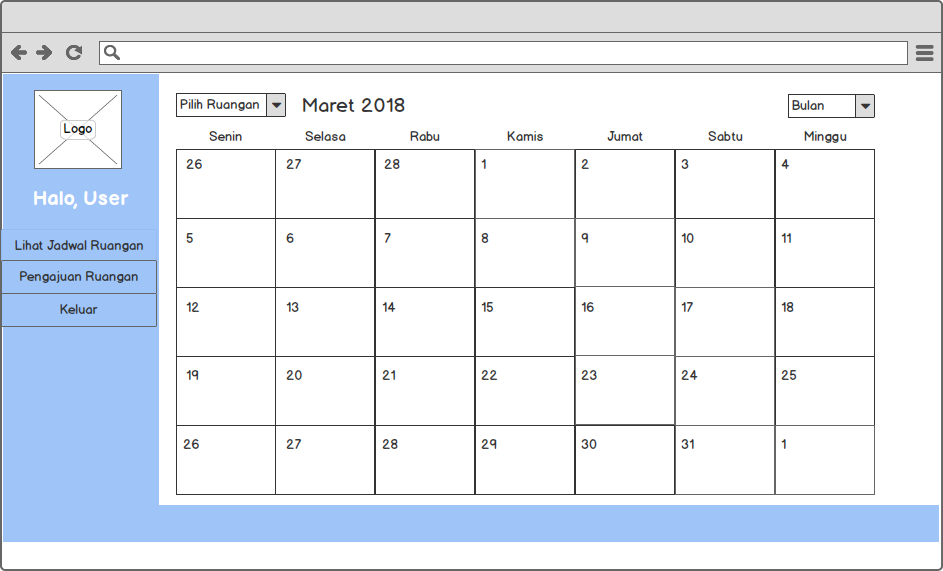 Logo
Halo, User
Lihat Jadwal Ruangan
Pengajuan Ruangan
Keluar
Pilih Ruangan Maret 2018 Bulan
Senin Selasa Rabu Kamis Jumat Sabtu Minggu
26 27 28 1 2 3 4
5 6 7 8 9 10 11
12 13 14 15 16 17 18
19 20 21 22 23 24 25
26 27 28 29 30 31 1